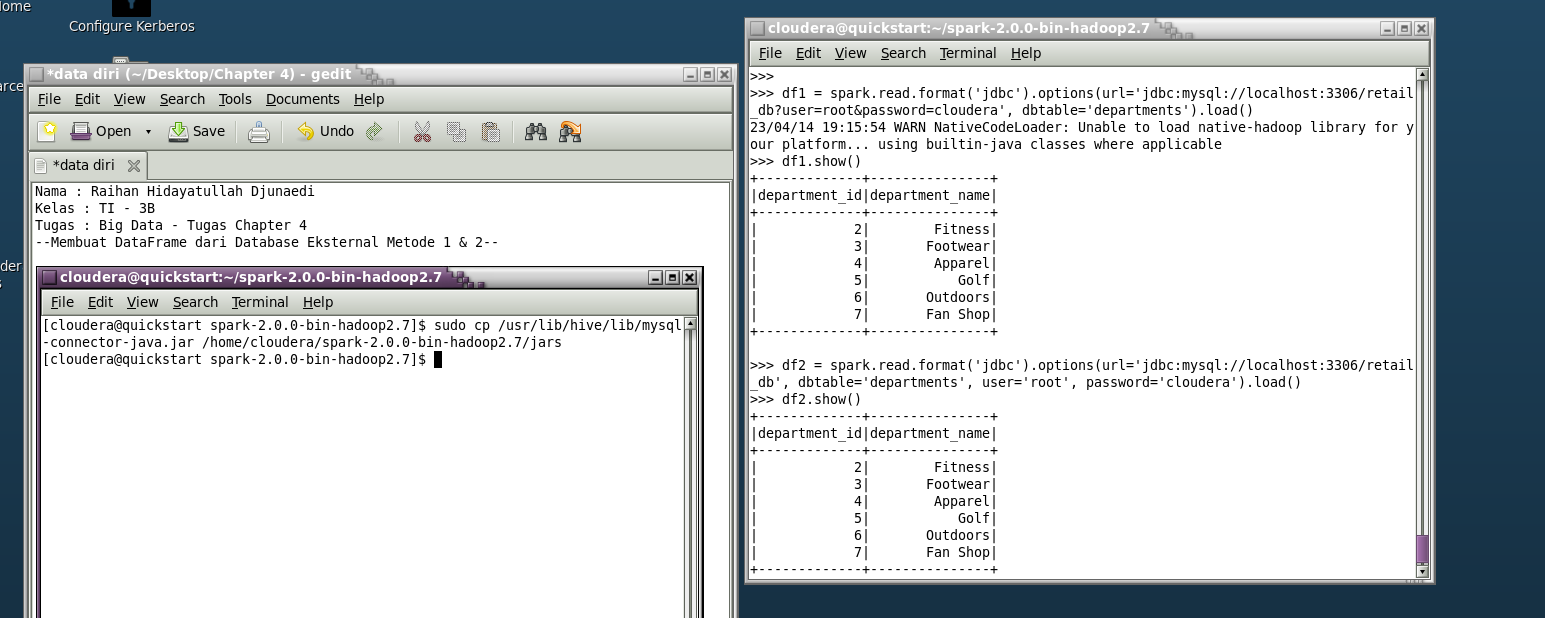 ome
Configure Kerberos
arce
der
s
*data diri (~/Desktop/Chapter 4) - gedit
File Edit View Search Tools Documents Help
Open Save Undo
*data diri
Nama : Raihan Hidayatullah Djunaedi
Kelas : TI - 3B
Tugas : Big Data - Tugas Chapter 4
--Membuat DataFrame dari Database Eksternal Metode 1 & 2--
cloudera@quickstart:~/spark-2.0.0-bin-hadoop2.7
File Edit View Search Terminal Help
[cloudera@quickstart spark-2.0.0-bin-hadoop2.7]$ sudo cp /usr/lib/hive/lib/mysql
-connector-java.jar /home/cloudera/spark-2.0.0-bin-hadoop2.7/jars
[cloudera@quickstart spark-2.0.0-bin-hadoop2.7]$
cloudera@quickstart:~/spark-2.0.0-bin-hadoop2.7
File Edit View Search Terminal Help
>>>
>>> df1 = spark.read.format('jdbc').options(url='jdbc:mysql://localhost:3306/retail
_db?user=root&password=cloudera', dbtable='departments').load()
23/04/14 19:15:54 WARN NativeCodeLoader: Unable to load native-hadoop library for y
our platform... using builtin-java classes where applicable
>>> df1.show()
+-------------+---------------+
|department_id|department_name|
+-------------+---------------+
|            2|        Fitness|
|            3|       Footwear|
|            4|        Apparel|
|            5|           Golf|
|            6|       Outdoors|
|            7|       Fan Shop|
+-------------+---------------+
>>> df2 = spark.read.format('jdbc').options(url='jdbc:mysql://localhost:3306/retail
_db', dbtable='departments', user='root', password='cloudera').load()
>>> df2.show()
+-------------+---------------+
|department_id|department_name|
+-------------+---------------+
|            2|        Fitness|
|            3|       Footwear|
|            4|        Apparel|
|            5|           Golf|
|            6|       Outdoors|
|            7|       Fan Shop|
+-------------+---------------+